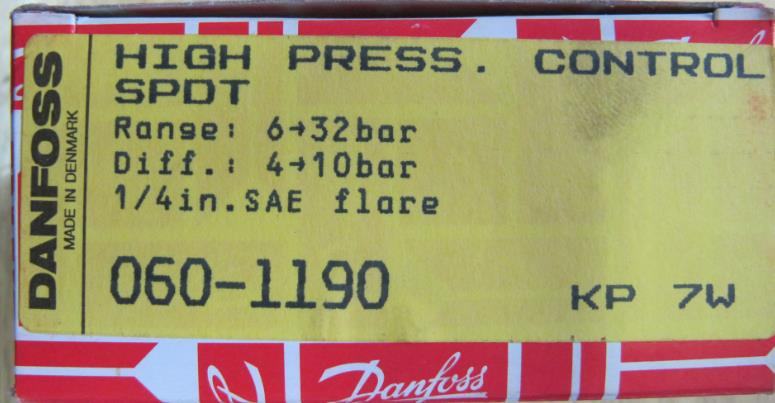 DANFOSS
MADE IN DENMARK
HIGH PRESS. CONTROL
SPDT
Range: 6→32bar
Diff.: 4→10bar
1/4in.SAE flare
060-1190 KP 7W
Danfoss